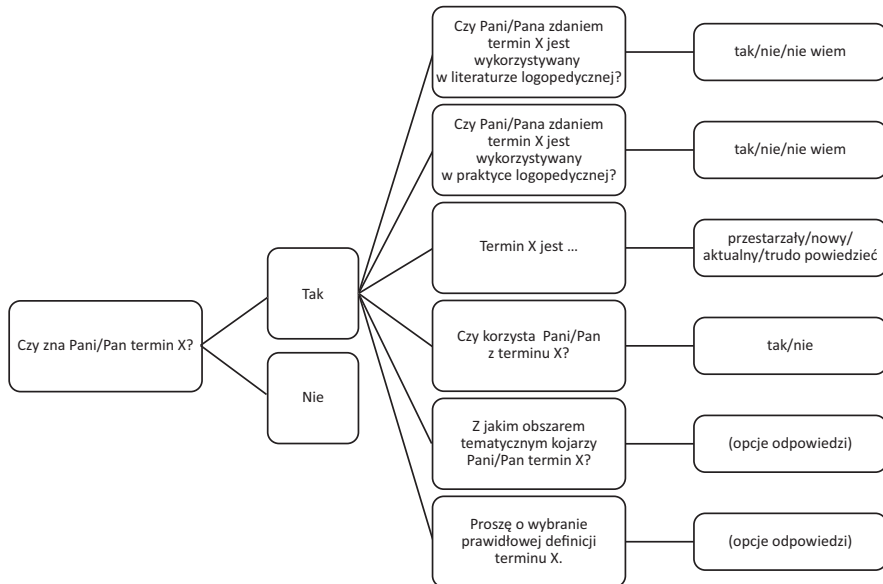 Czy Pani/Pana zdaniem
termin X jest
wykorzystywany
w literaturze logopedycznej?
tak/nie/nie wiem
Czy Pani/Pana zdaniem
termin X jest
wykorzystywany
w praktyce logopedycznej?
tak/nie/nie wiem
Termin X jest ...
przestarzały/nowy/
aktualny/trudo powiedzieć
Tak
Czy zna Pani/Pan termin X?
Czy korzysta Pani/Pan
z terminu X?
tak/nie
Nie
Z jakim obszarem
tematycznym kojarzy
Pani/Pan termin X?
(opcje odpowiedzi)
Proszę o wybranie
prawidłowej definicji
terminu X.
(opcje odpowiedzi)